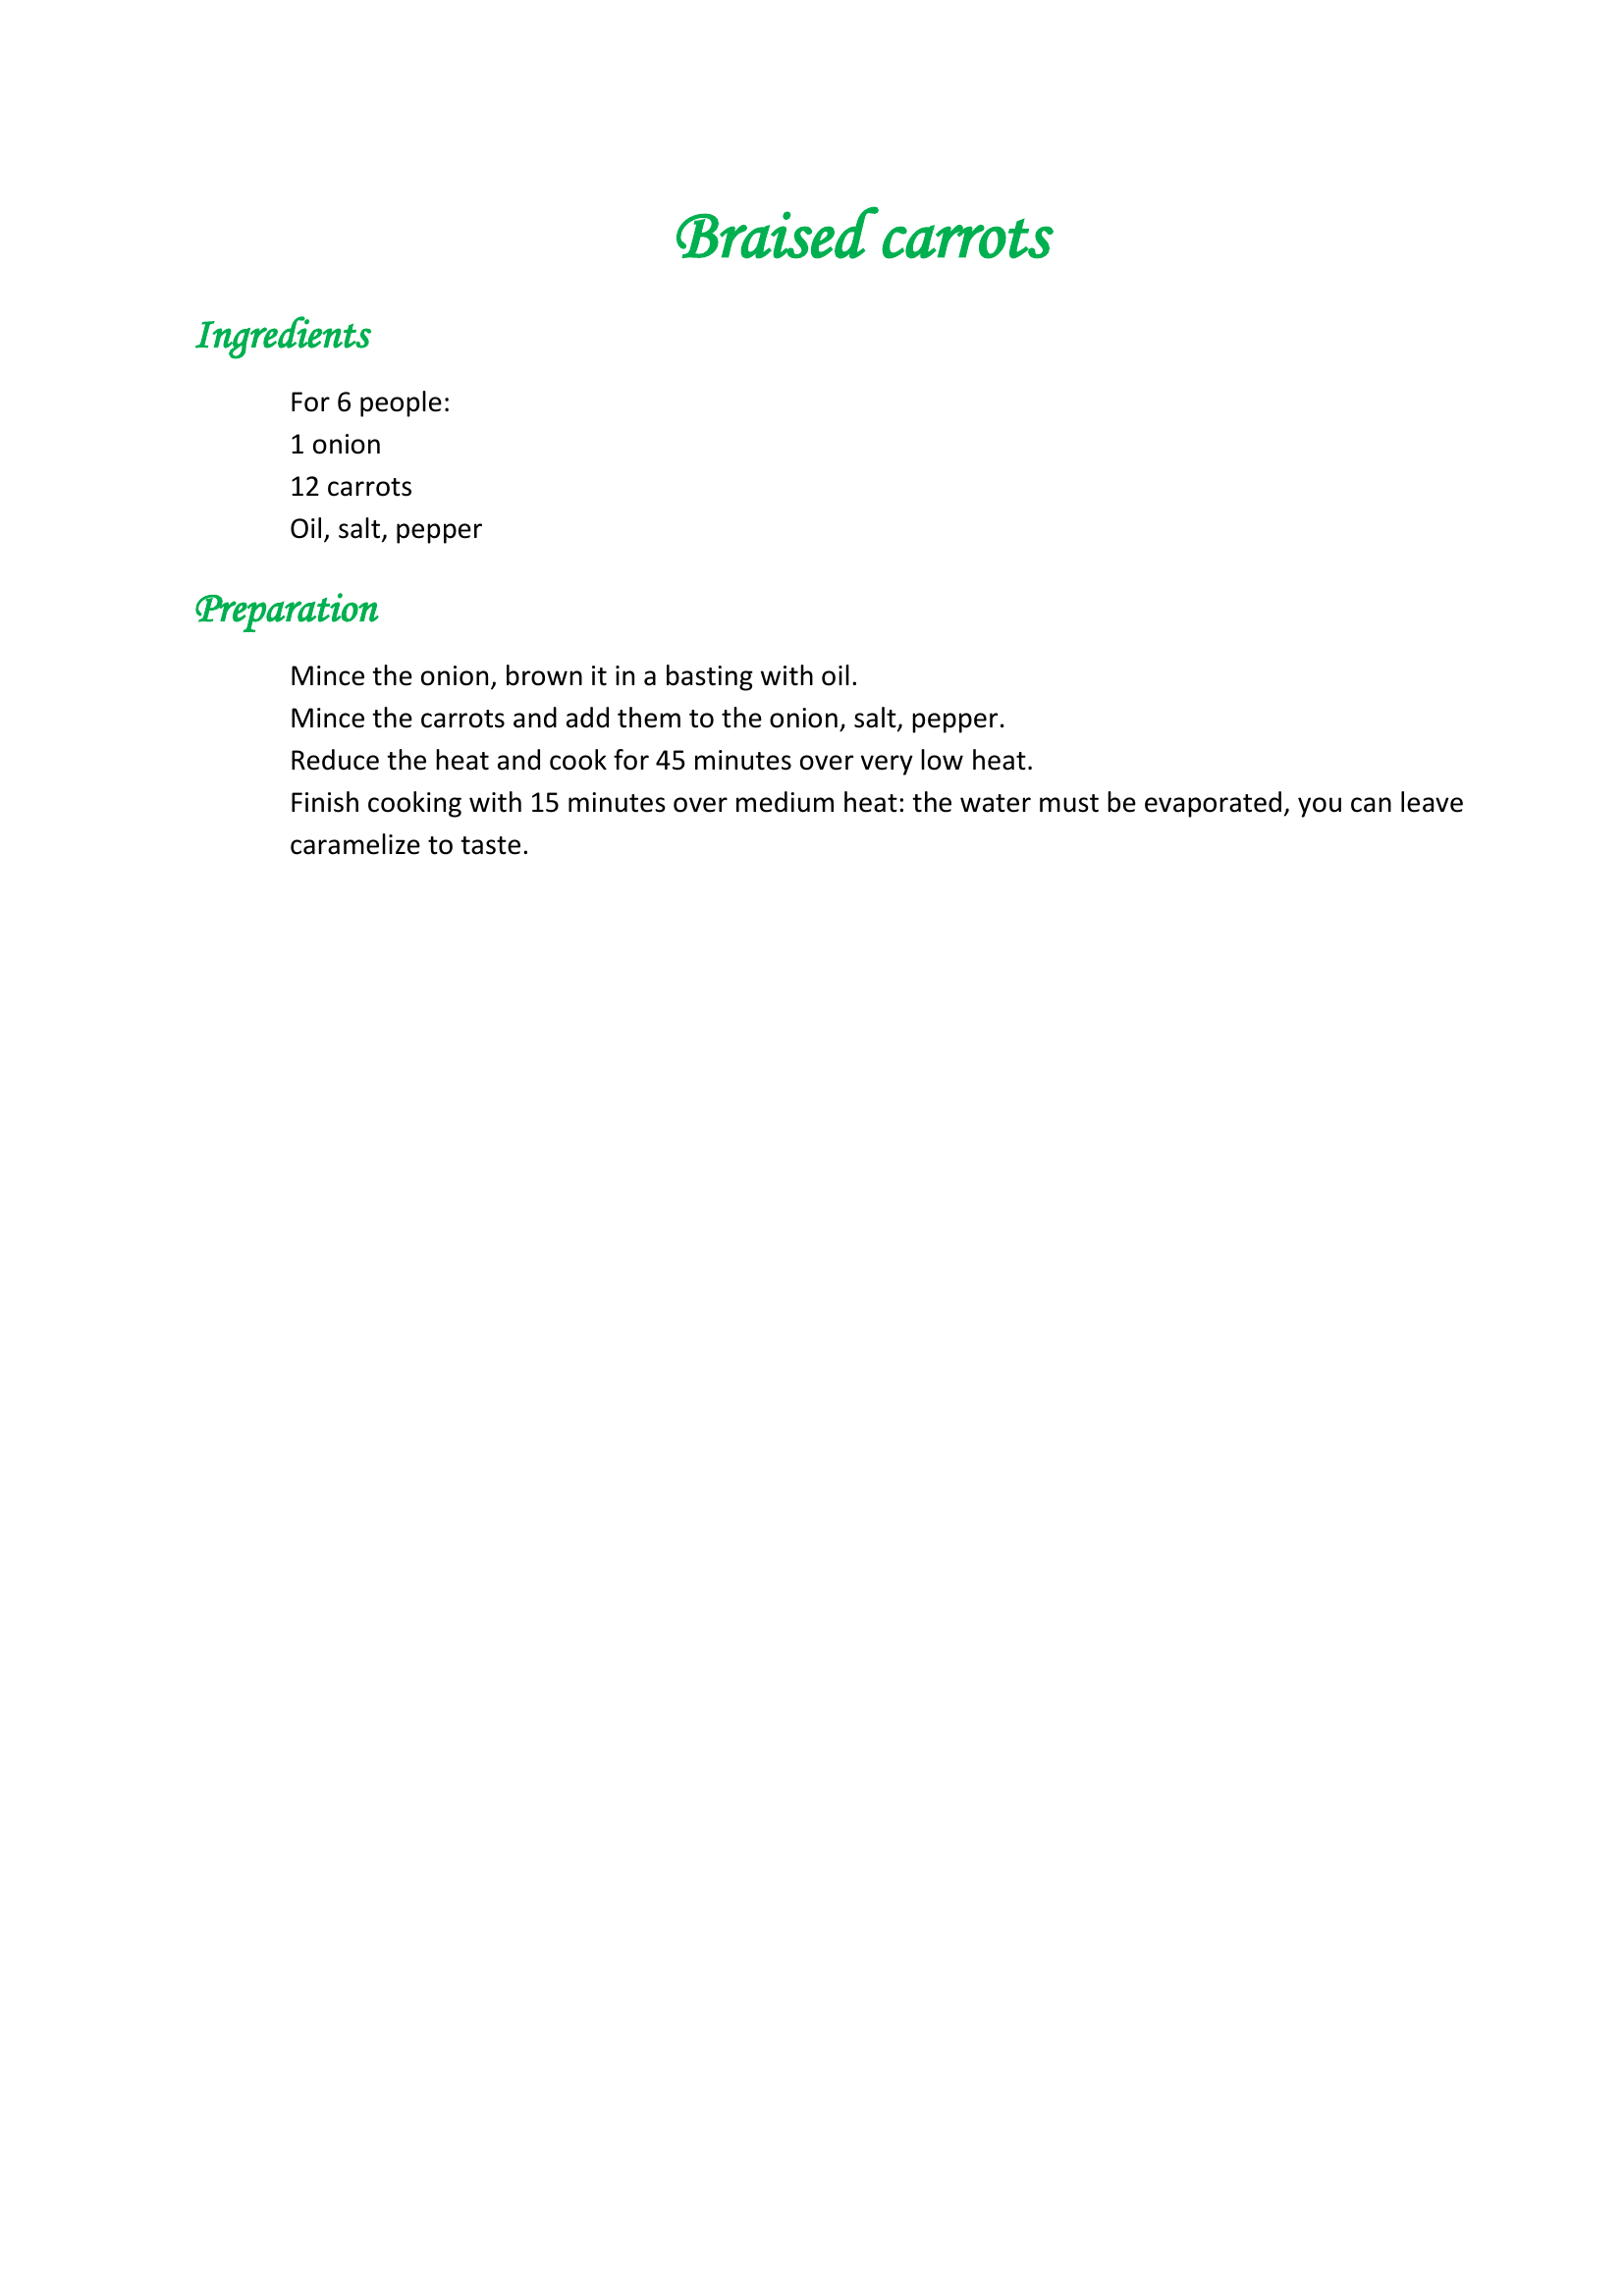 Braised carrots
Ingredients
For 6 people:
1 onion
12 carrots
Oil, salt, pepper
Preparation
Mince the onion, brown it in a basting with oil.
Mince the carrots and add them to the onion, salt, pepper.
Reduce the heat and cook for 45 minutes over very low heat.
Finish cooking with 15 minutes over medium heat: the water must be evaporated, you can leave
caramelize to taste.